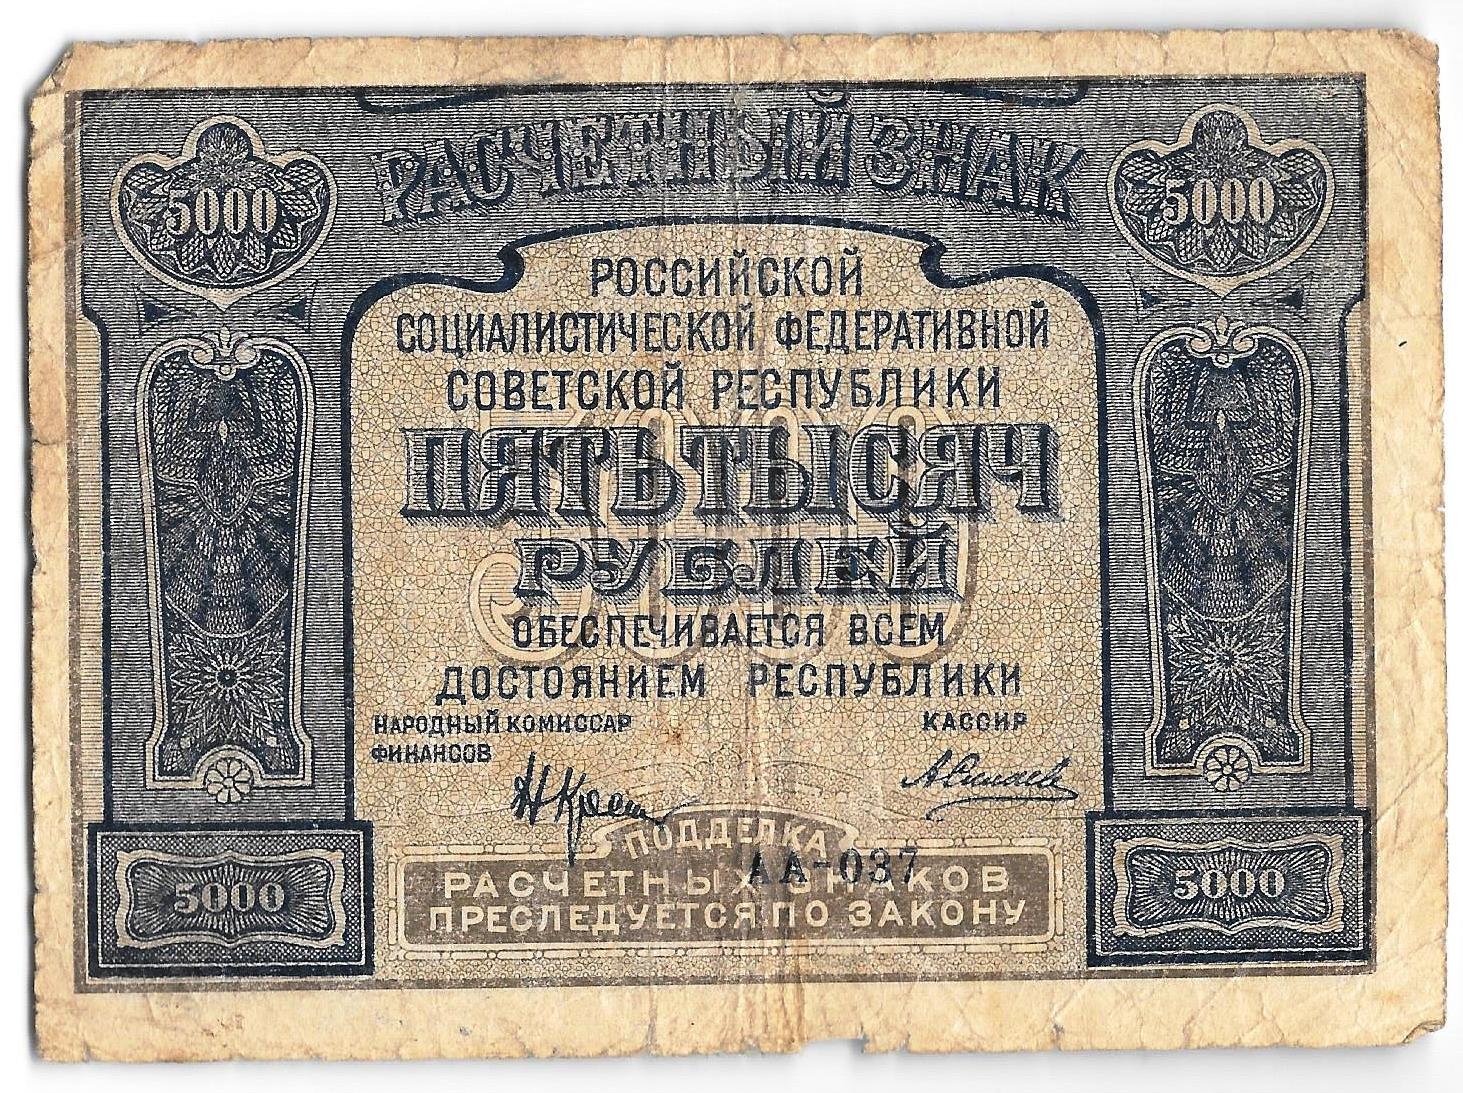 РАСЧЕТНЫЙ ЗНАК
5000
5000
РОССИЙСКОЙ
СОЦИАЛИСТИЧЕСКОЙ ФЕДЕРАТИВНОЙ
СОВЕТСКОЙ РЕСПУБЛИКИ
5000
ПЯТЬ ТЫСЯЧ
РУБЛЕЙ
ОБЕСПЕЧИВАЕТСЯ ВСЕМ
ДОСТОЯНИЕМ РЕСПУБЛИКИ
НАРОДНЫЙ КОМИССАР
ФИНАНСОВ
КАССИР
ПОДДЕЛКА
АА-037
РАСЧЕТНЫХ ЗНАКОВ
ПРЕСЛЕДУЕТСЯ ПО ЗАКОНУ
5000
5000